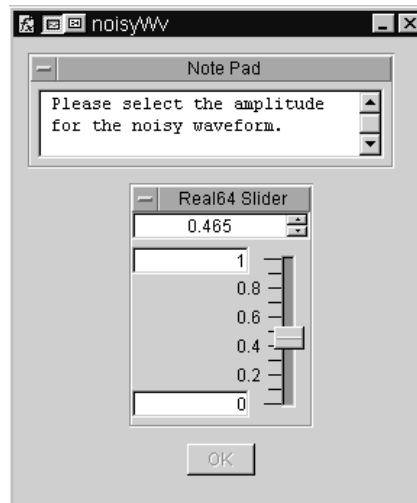 noisyWv
Note Pad
Please select the amplitude
for the noisy waveform.
Real64 Slider
0.465
1
0.8
0.6
0.4
0.2
0
OK